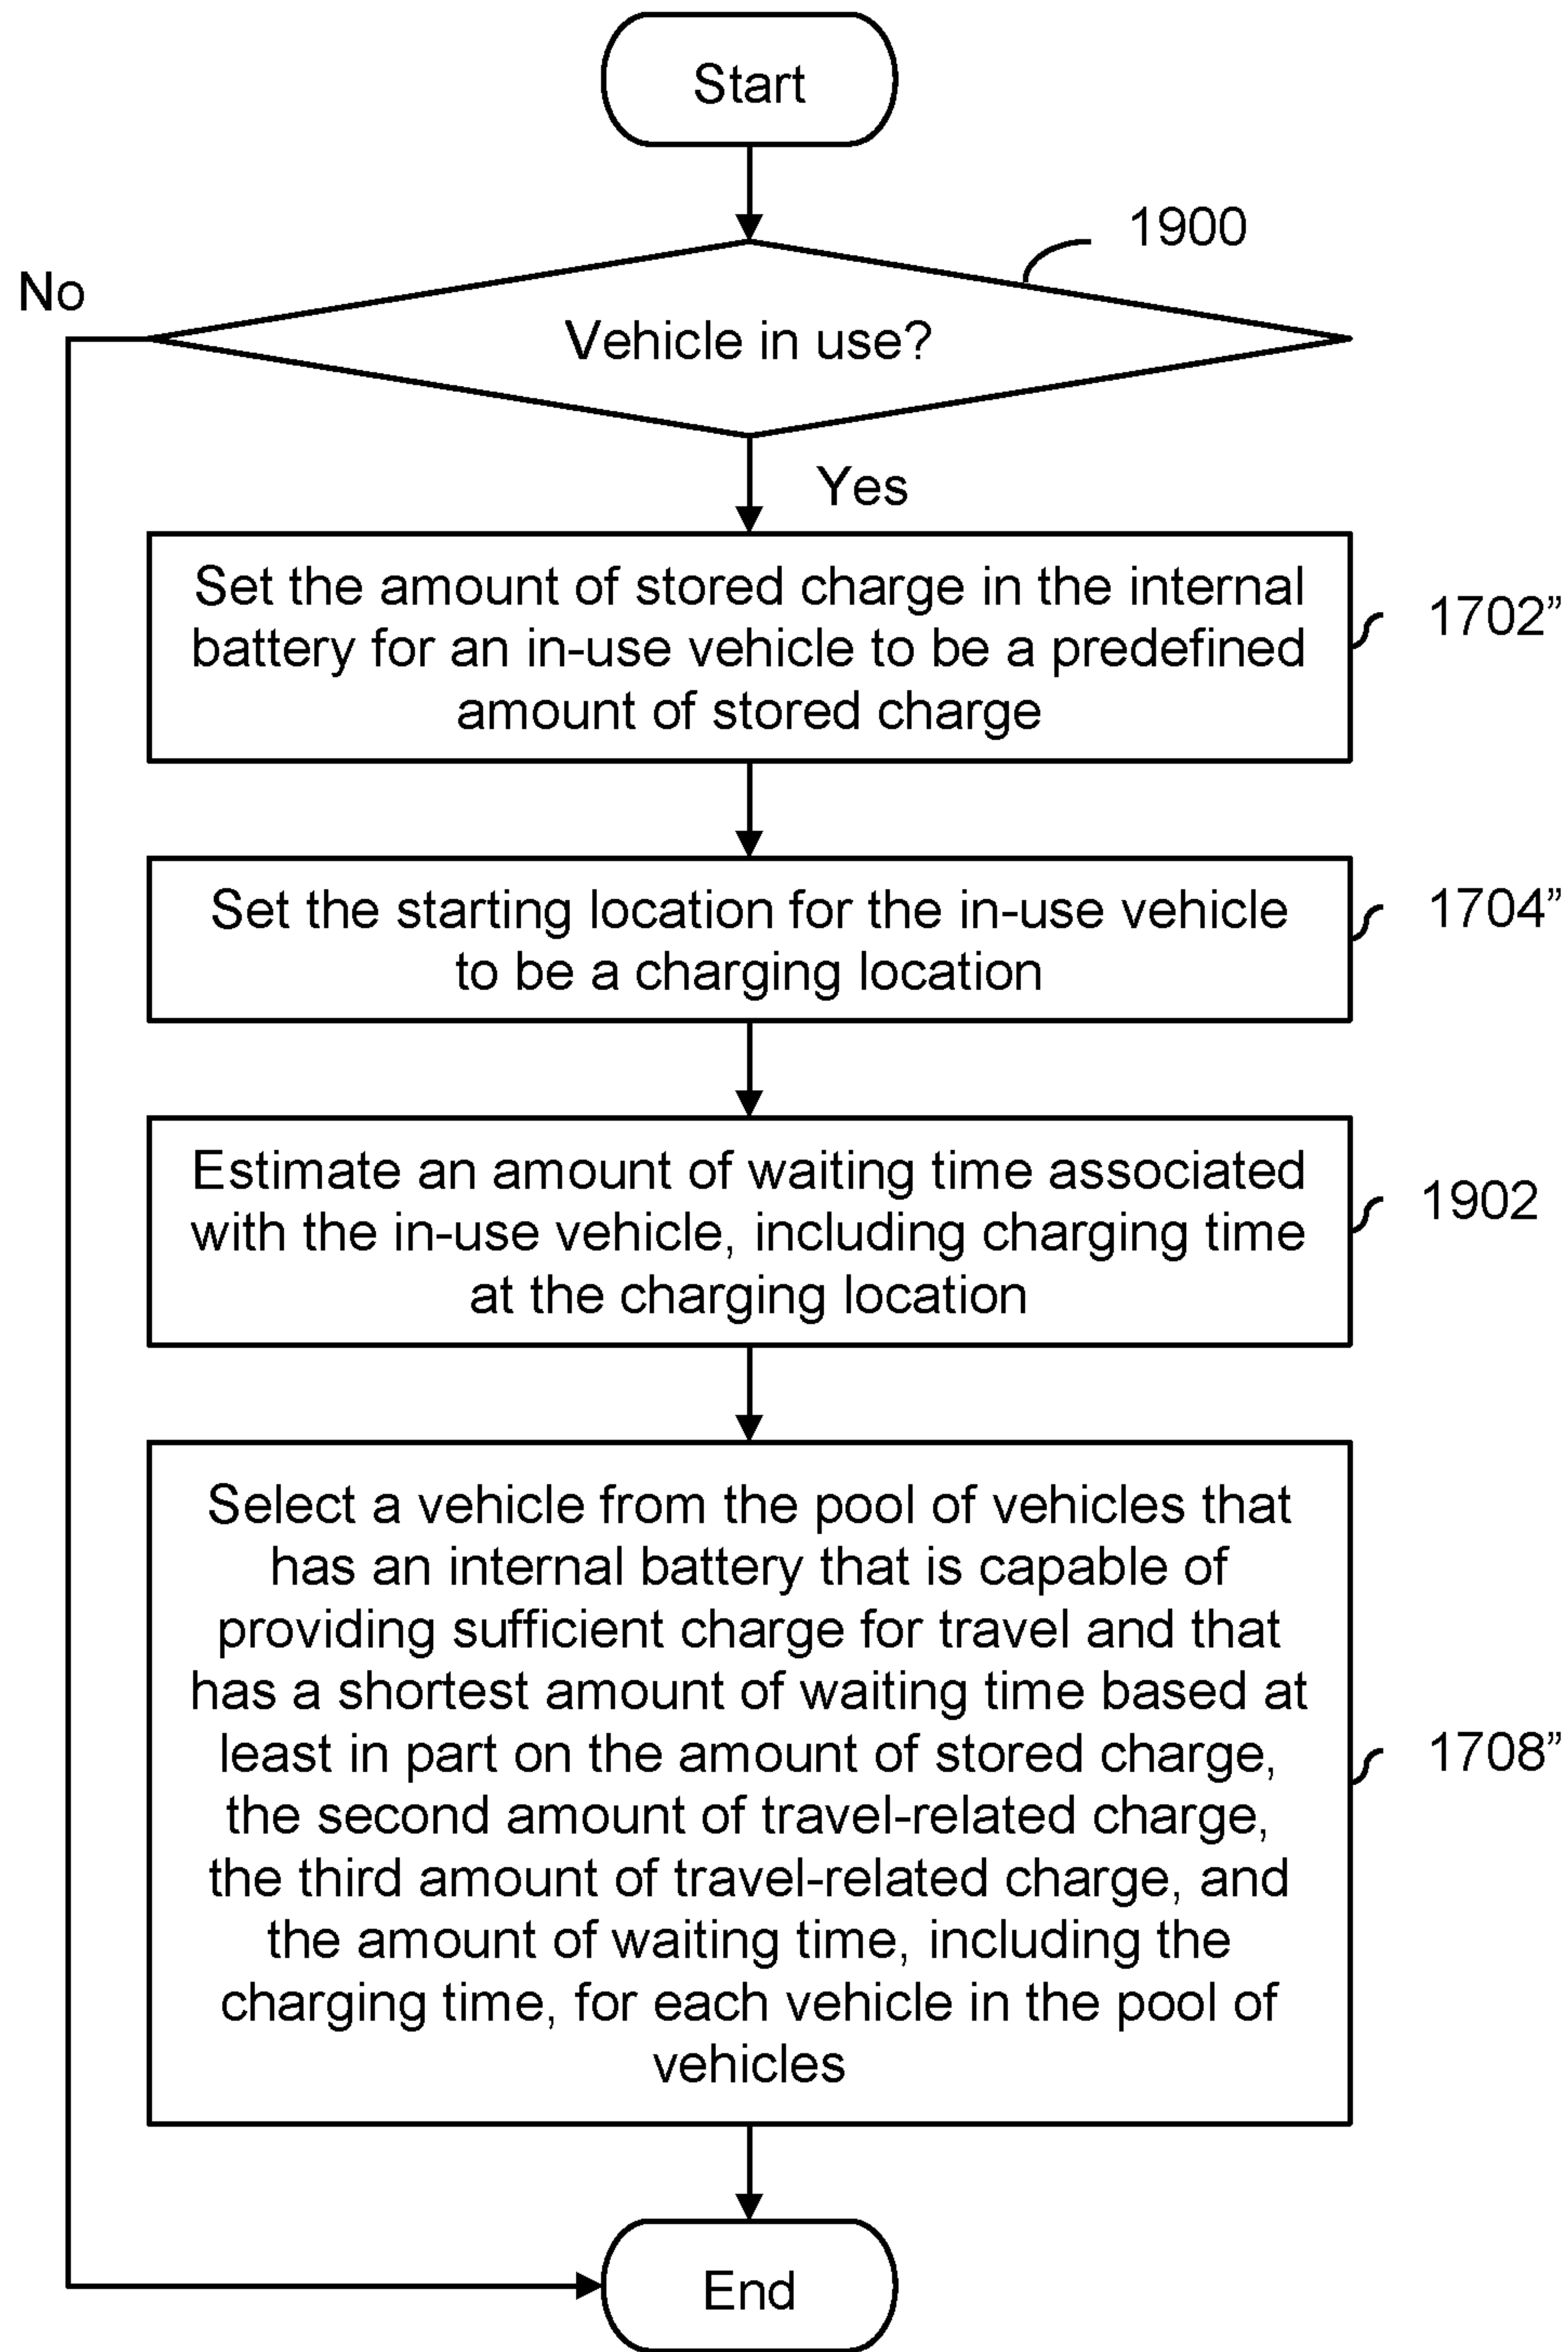 Start
1900
No
Vehicle in use?
Yes
Set the amount of stored charge in the internal
battery for an in-use vehicle to be a predefined
amount of stored charge
1702”
Set the starting location for the in-use vehicle
to be a charging location
1704”
Estimate an amount of waiting time associated
with the in-use vehicle, including charging time
at the charging location
1902
Select a vehicle from the pool of vehicles that
has an internal battery that is capable of
providing sufficient charge for travel and that
has a shortest amount of waiting time based at
least in part on the amount of stored charge,
the second amount of travel-related charge,
the third amount of travel-related charge, and
the amount of waiting time, including the
charging time, for each vehicle in the pool of
vehicles
1708”
End